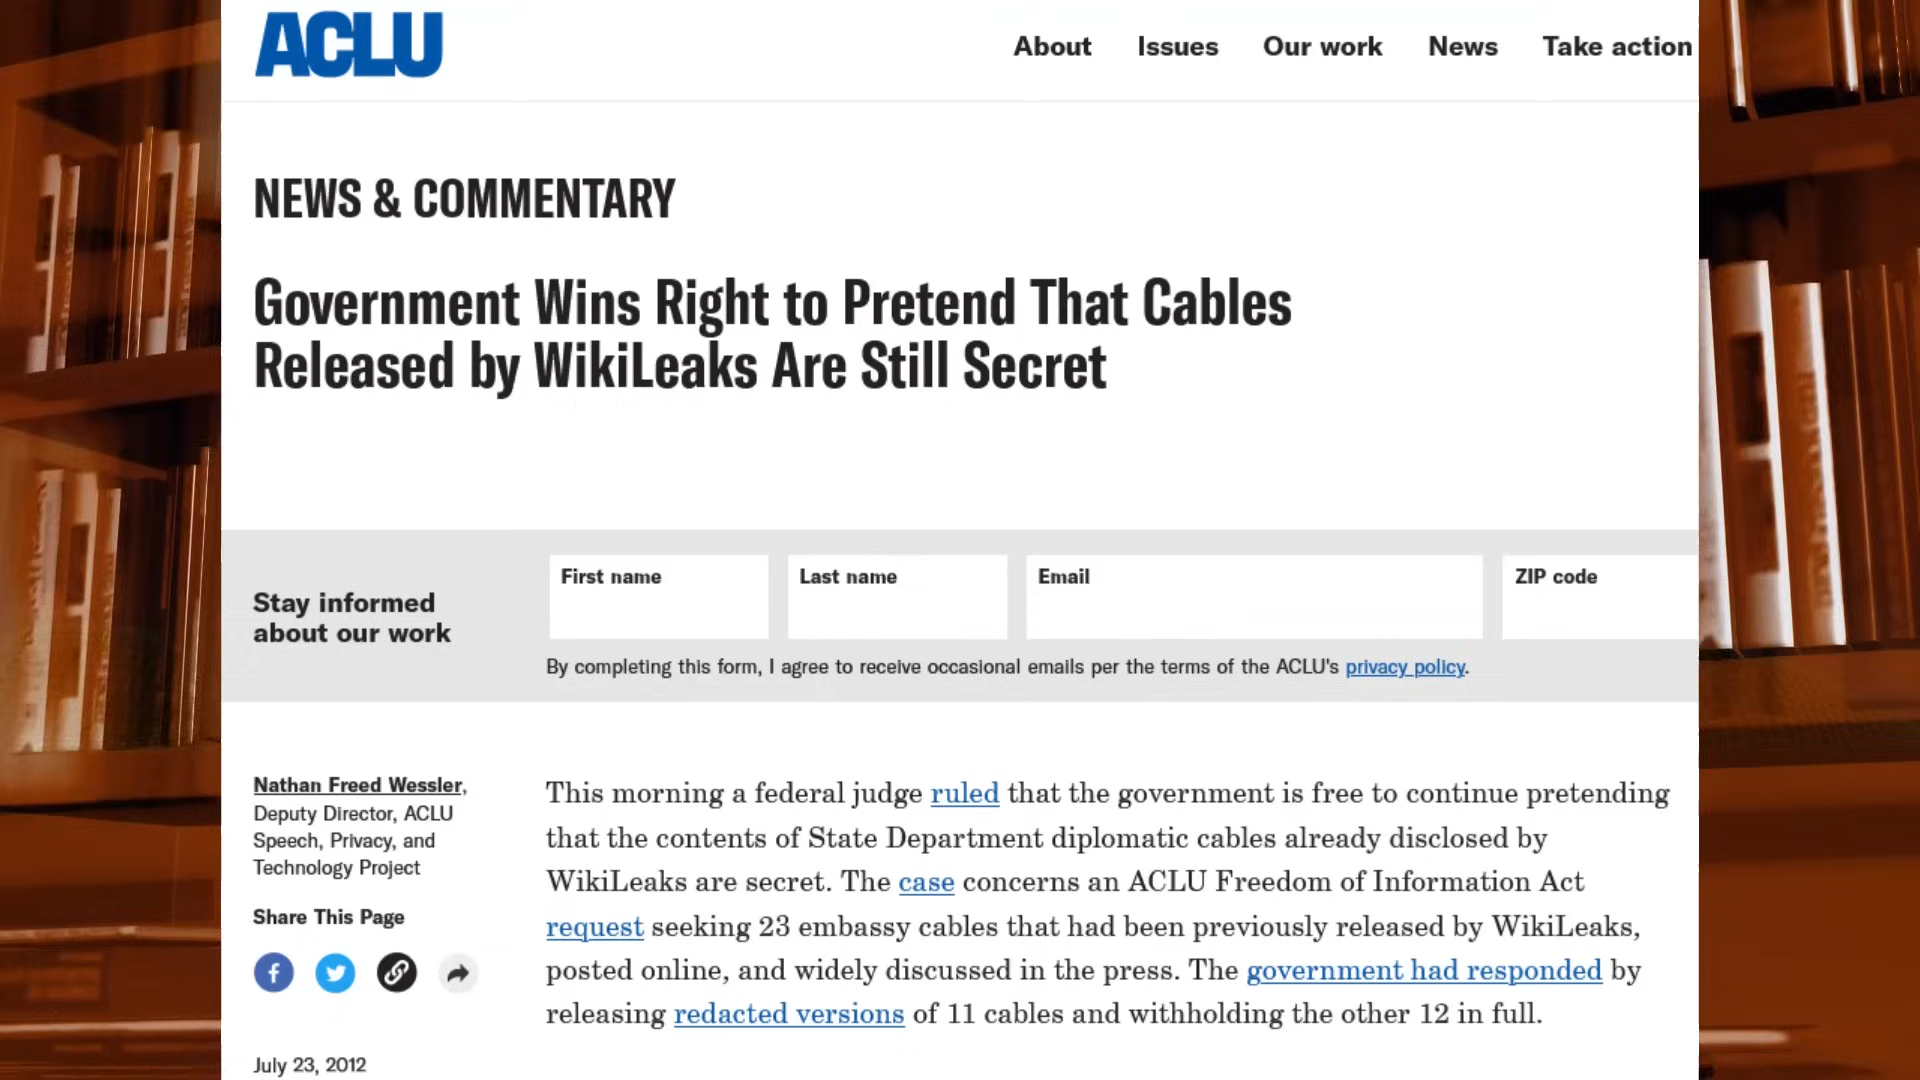 ACLU
About Issues Our work News Take action
NEWS & COMMENTARY
Government Wins Right to Pretend That Cables
Released by WikiLeaks Are Still Secret
Stay informed
about our work
First name Last name Email ZIP code
By completing this form, I agree to receive occasional emails per the terms of the ACLU's privacy policy.
Nathan Freed Wessler,
Deputy Director, ACLU
Speech, Privacy, and
Technology Project
Share This Page
July 23, 2012
This morning a federal judge ruled that the government is free to continue pretending
that the contents of State Department diplomatic cables already disclosed by
WikiLeaks are secret. The case concerns an ACLU Freedom of Information Act
request seeking 23 embassy cables that had been previously released by WikiLeaks,
posted online, and widely discussed in the press. The government had responded by
releasing redacted versions of 11 cables and withholding the other 12 in full.